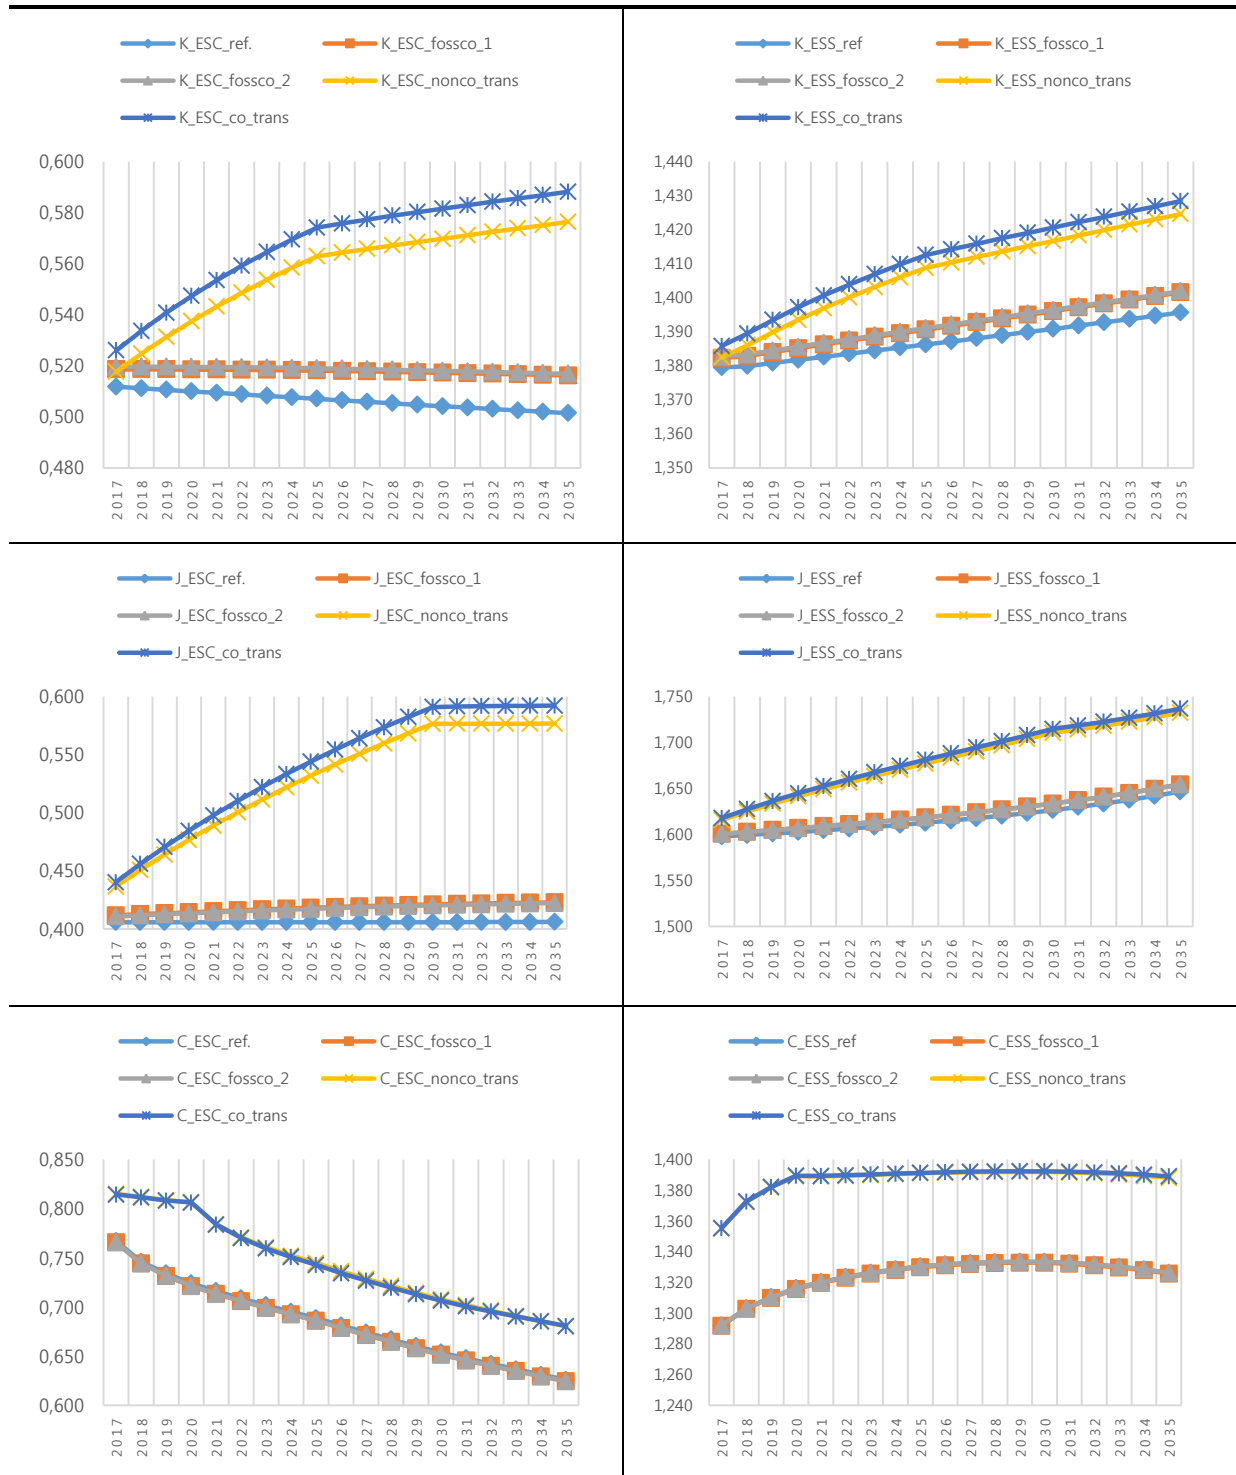 K_ESC_ref. K_ESC_fossco_1
K_ESC_fossco_2 K_ESC_nonco_trans
K_ESC_co_trans
0,600
0,580
0,560
0,540
0,520
0,500
0,480
2017 2018 2019 2020 2021 2022 2023 2024 2025 2026 2027 2028 2029 2030 2031 2032 2033 2034 2035
K_ESS_ref K_ESS_fossco_1
K_ESS_fossco_2 K_ESS_nonco_trans
K_ESS_co_trans
1,440
1,430
1,420
1,410
1,400
1,390
1,380
1,370
1,360
1,350
2017 2018 2019 2020 2021 2022 2023 2024 2025 2026 2027 2028 2029 2030 2031 2032 2033 2034 2035
J_ESC_ref. J_ESC_fossco_1
J_ESC_fossco_2 J_ESC_nonco_trans
J_ESC_co_trans
0,600
0,550
0,500
0,450
0,400
2017 2018 2019 2020 2021 2022 2023 2024 2025 2026 2027 2028 2029 2030 2031 2032 2033 2034 2035
J_ESS_ref J_ESS_fossco_1
J_ESS_fossco_2 J_ESS_nonco_trans
J_ESS_co_trans
1,750
1,700
1,650
1,600
1,550
1,500
2017 2018 2019 2020 2021 2022 2023 2024 2025 2026 2027 2028 2029 2030 2031 2032 2033 2034 2035
C_ESC_ref. C_ESC_fossco_1
C_ESC_fossco_2 C_ESC_nonco_trans
C_ESC_co_trans
0,850
0,800
0,750
0,700
0,650
0,600
2017 2018 2019 2020 2021 2022 2023 2024 2025 2026 2027 2028 2029 2030 2031 2032 2033 2034 2035
C_ESS_ref C_ESS_fossco_1
C_ESS_fossco_2 C_ESS_nonco_trans
C_ESS_co_trans
1,400
1,380
1,360
1,340
1,320
1,300
1,280
1,260
1,240
2017 2018 2019 2020 2021 2022 2023 2024 2025 2026 2027 2028 2029 2030 2031 2032 2033 2034 2035